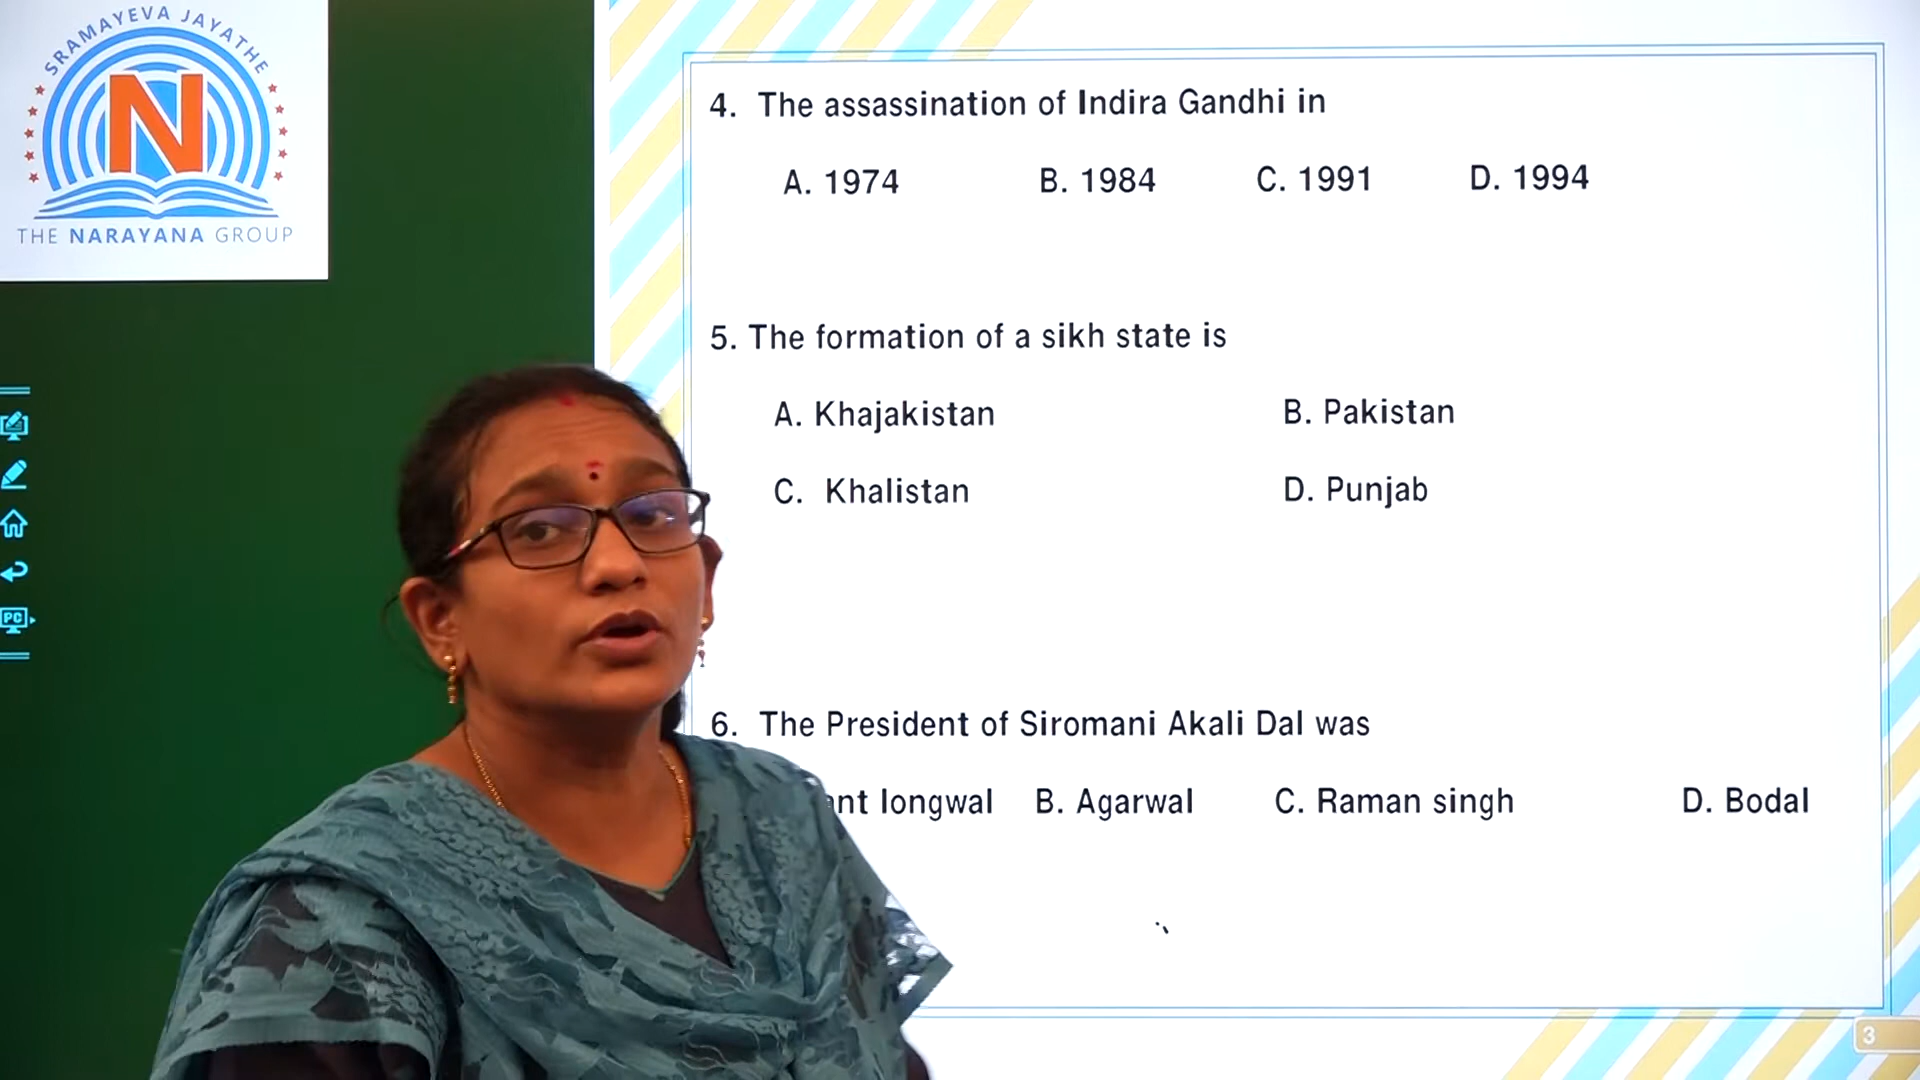 SRAMAYEVA JAYATHE
N
THE NARAYANA GROUP
PC
4. The assassination of Indira Gandhi in
A. 1974 B. 1984 C. 1991 D. 1994
5. The formation of a sikh state is
A. Khajakistan B. Pakistan
C. Khalistan D. Punjab
6. The President of Siromani Akali Dal was
longwal B. Agarwal C. Raman singh D. Bodal
3